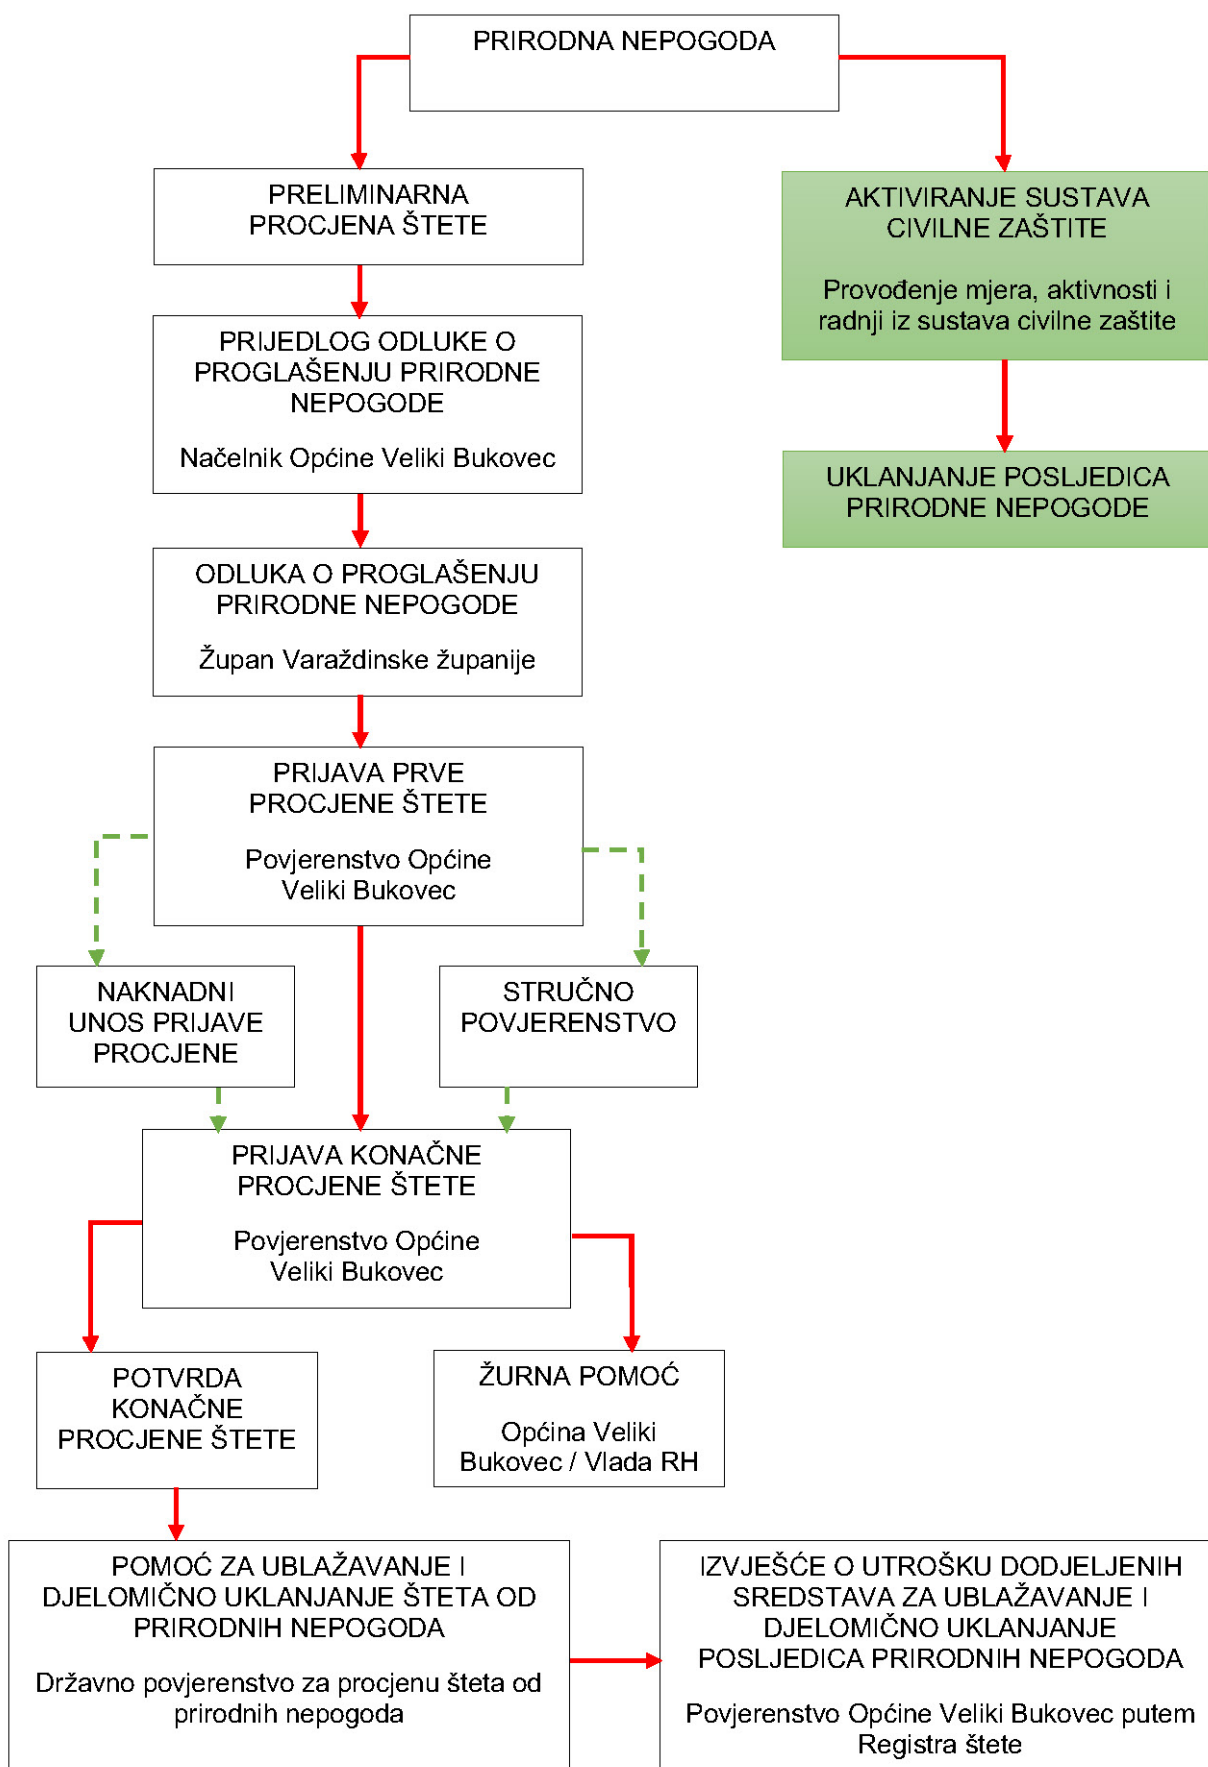 PRIRODNA NEPOGODA
PRELIMINARNA
PROCJENA ŠTETE
AKTIVIRANJE SUSTAVA
CIVILNE ZAŠTITE
Provođenje mjera, aktivnosti i
radnji iz sustava civilne zaštite
PRIJEDLOG ODLUKE O
PROGLAŠENJU PRIRODNE
NEPOGODE
Načelnik Općine Veliki Bukovec
UKLANJANJE POSLJEDICA
PRIRODNE NEPOGODE
ODLUKA O PROGLAŠENJU
PRIRODNE NEPOGODE
Župan Varaždinske županije
PRIJAVA PRVE
PROCJENE ŠTETE
Povjerenstvo Općine
Veliki Bukovec
NAKNADNI
UNOS PRIJAVE
PROCJENE
STRUČNO
POVJERENSTVO
PRIJAVA KONAČNE
PROCJENE ŠTETE
Povjerenstvo Općine
Veliki Bukovec
POTVRDA
KONAČNE
PROCJENE ŠTETE
ŽURNA POMOĆ
Općina Veliki
Bukovec / Vlada RH
POMOĆ ZA UBLAŽAVANJE I
DJELOMIČNO UKLANJANJE ŠTETA OD
PRIRODNIH NEPOGODA
Državno povjerenstvo za procjenu šteta od
prirodnih nepogoda
IZVJEŠĆE O UTROŠKU DODJELJENIH
SREDSTAVA ZA UBLAŽAVANJE I
DJELOMIČNO UKLANJANJE
POSLJEDICA PRIRODNIH NEPOGODA
Povjerenstvo Općine Veliki Bukovec putem
Registra štete